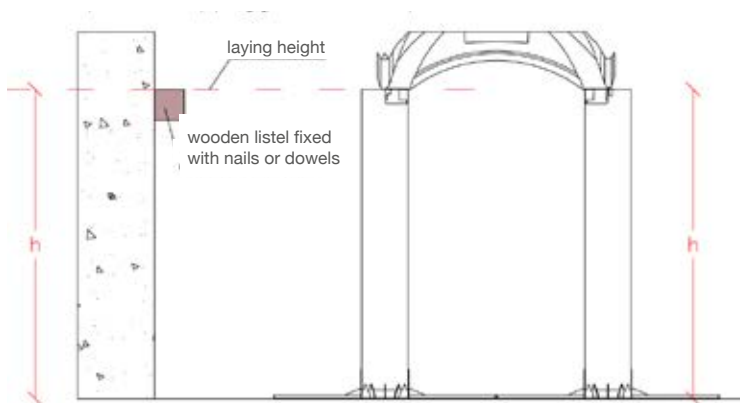 laying height
wooden listel fixed
with nails or dowels
h
h